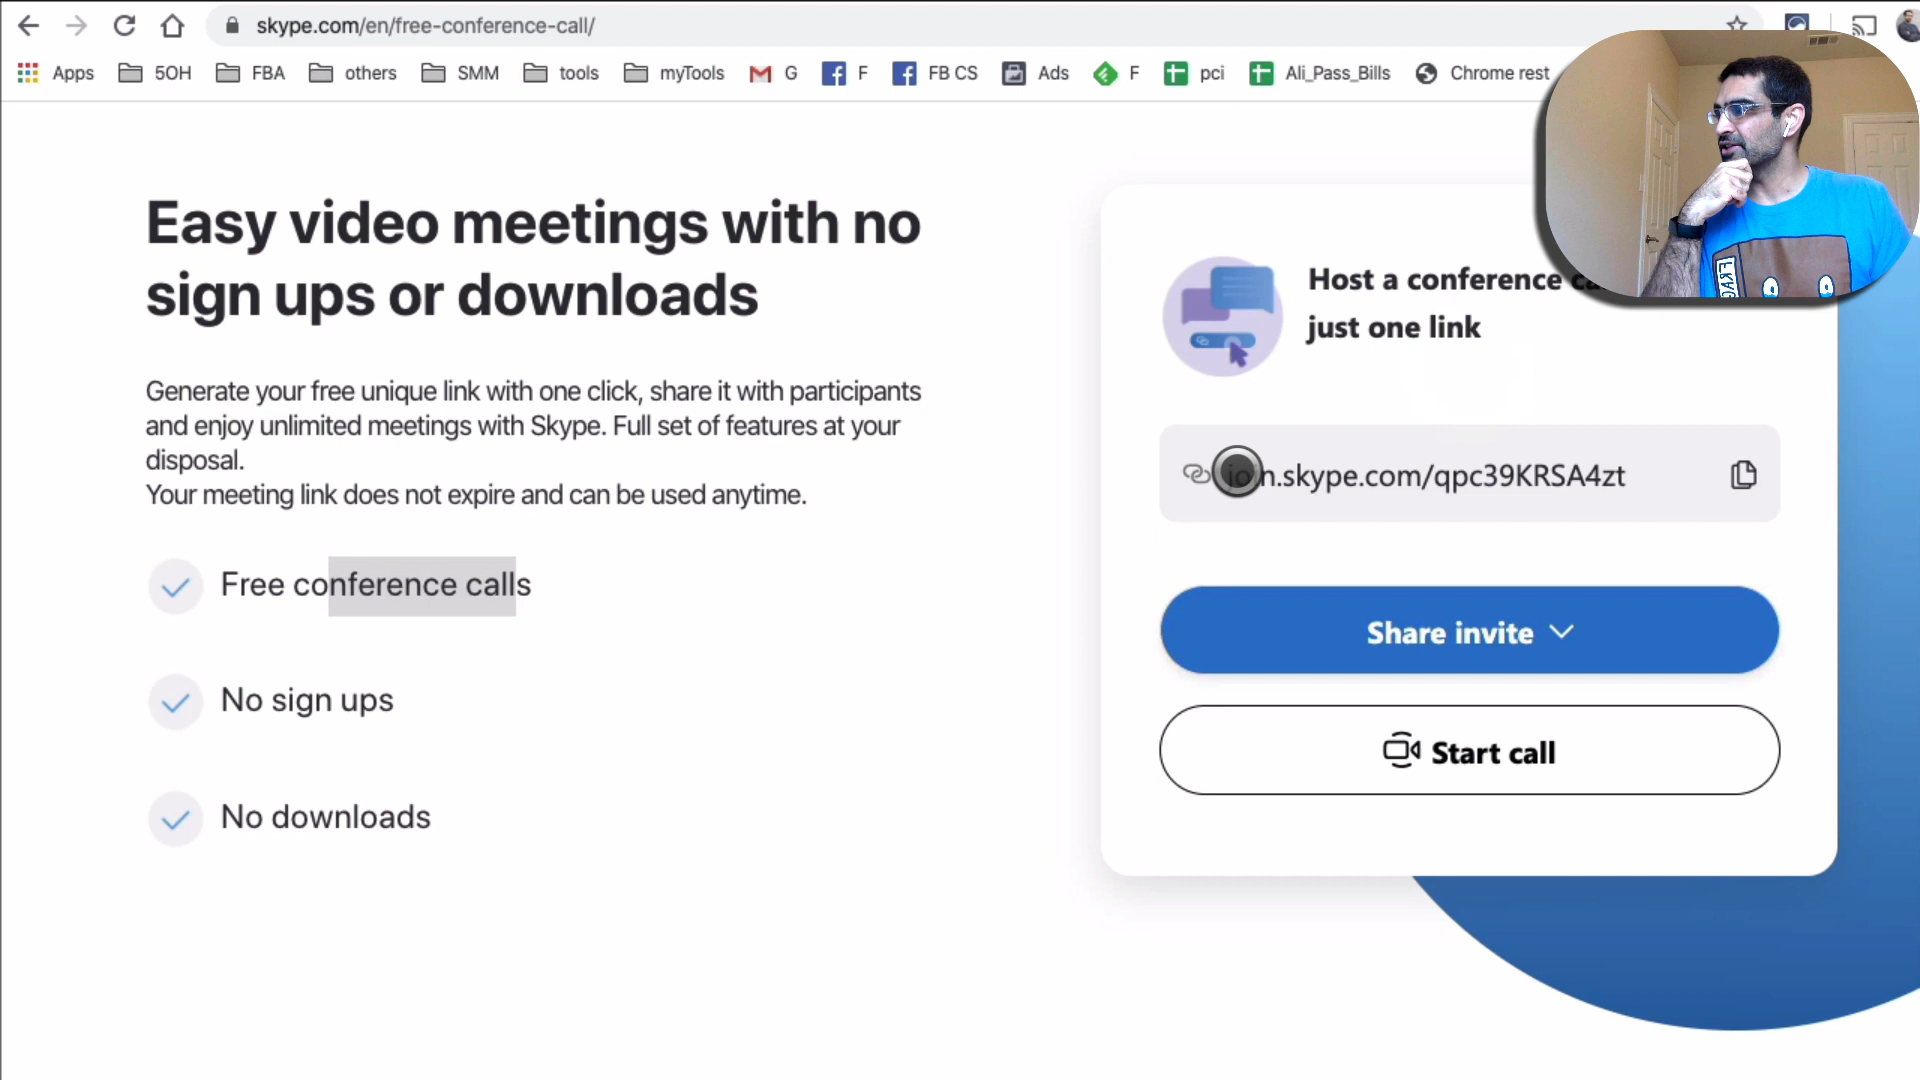 skype.com/en/free-conference-call/
Apps 5OH FBA others SMM tools myTools G F FB CS Ads F pci Ali_Pass_Bills Chrome rest
Easy video meetings with no
sign ups or downloads
Generate your free unique link with one click, share it with participants
and enjoy unlimited meetings with Skype. Full set of features at your
disposal.
Your meeting link does not expire and can be used anytime.
Free conference calls
No sign ups
No downloads
Host a conference
just one link
join.skype.com/qpc39KRSA4zt
Share invite
Start call